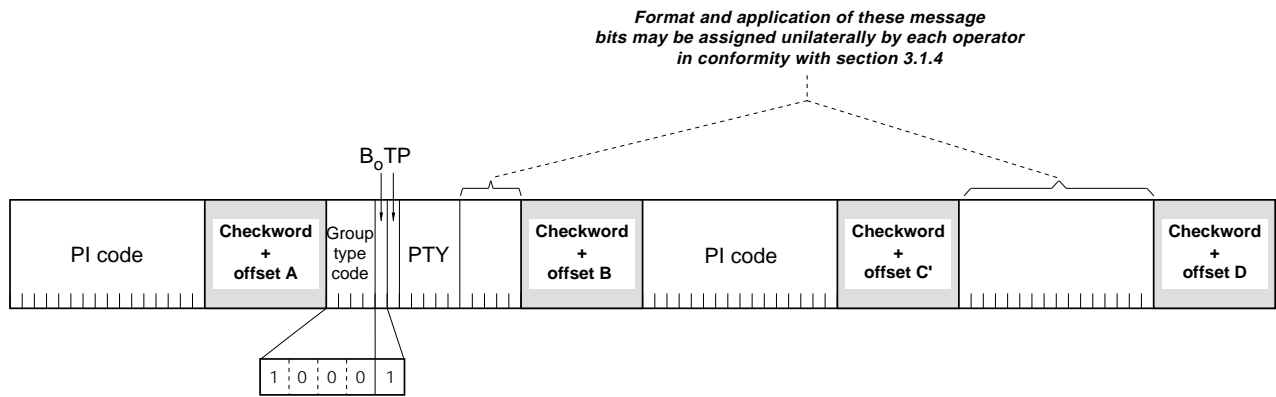 Format and application of these message
bits may be assigned unilaterally by each operator
in conformity with section 3.1.4
BoTP
PI code
Checkword
+
offset A
Group
type
code
PTY
Checkword
+
offset B
PI code
Checkword
+
offset C'
Checkword
+
offset D
1 0 0 0 1